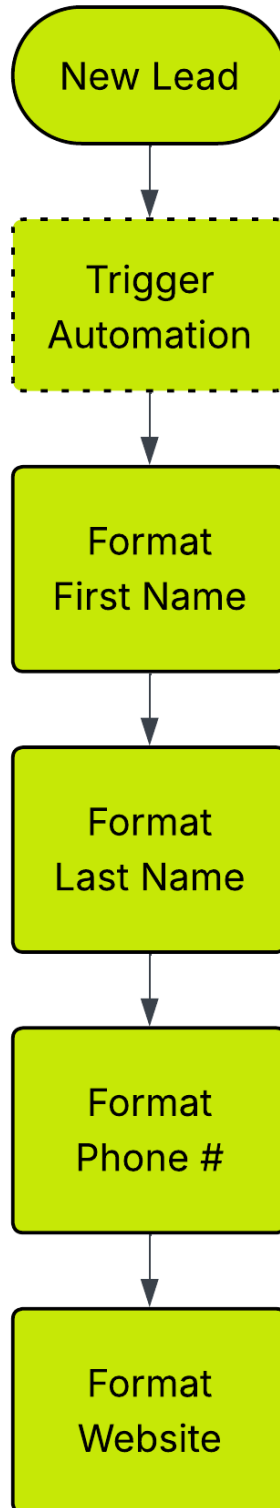 New Lead
Trigger
Automation
Format
First Name
Format
Last Name
Format
Phone #
Format
Website